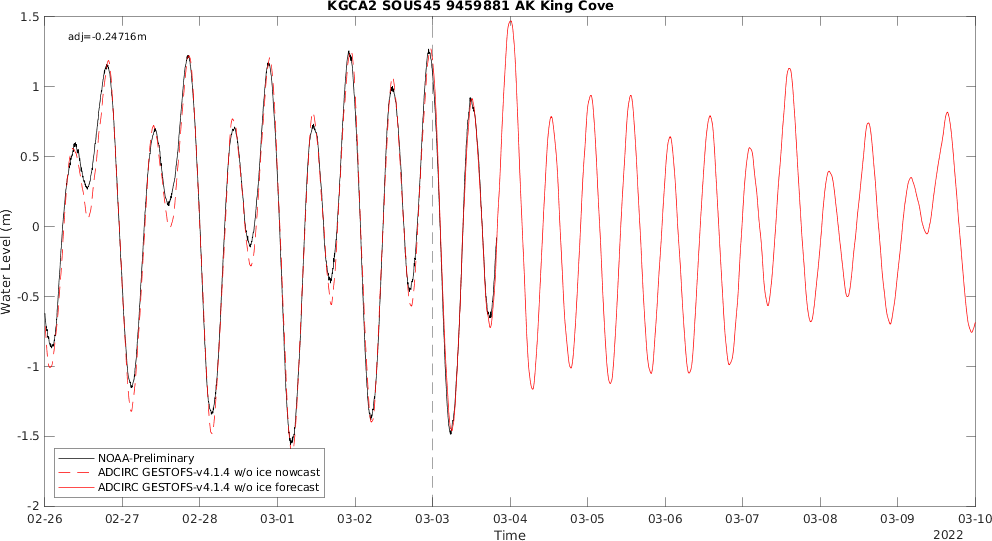 KGCA2 SOUS45 9459881 AK King Cove
adj=-0.24716m
1.5
1
0.5
0
-0.5
-1
-1.5
-2
Water Level (m)
NOAA-Preliminary
ADCIRC GESTOFS-v4.1.4 w/o ice nowcast
ADCIRC GESTOFS-v4.1.4 w/o ice forecast
02-26 02-27 02-28 03-01 03-02 03-03 03-04 03-05 03-06 03-07 03-08 03-09 03-10
Time
2022